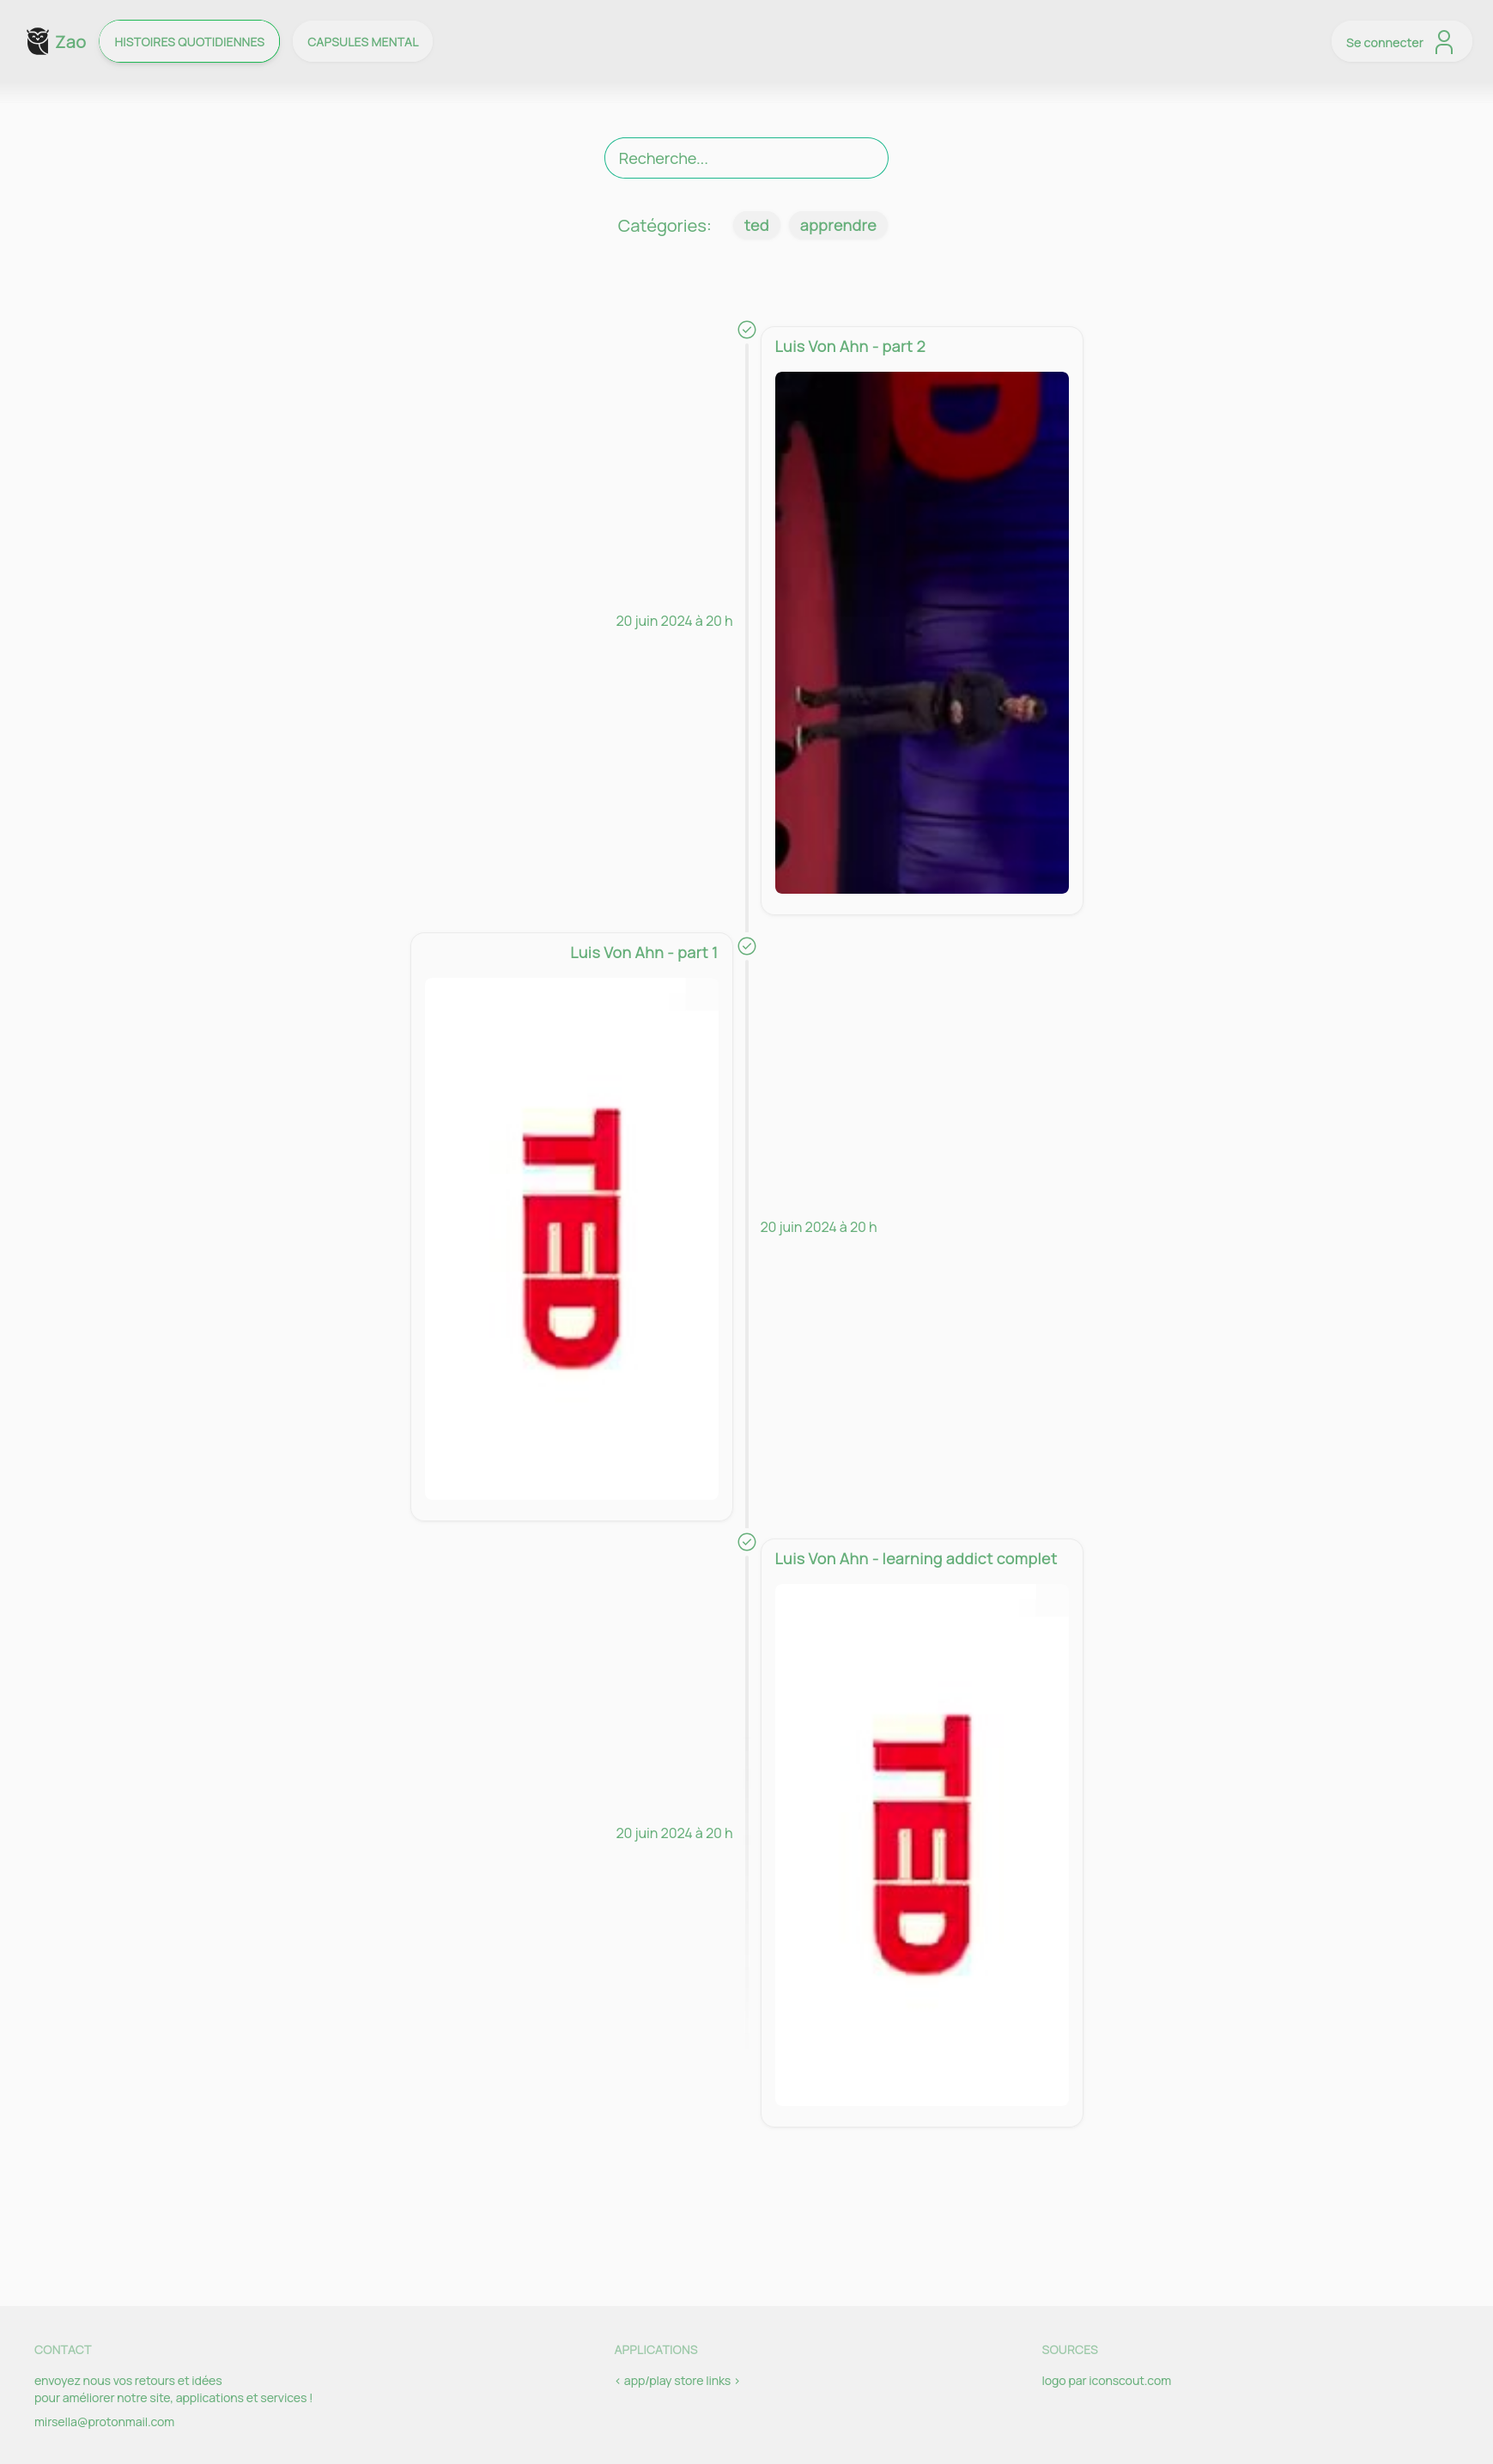 Zao
HISTOIRES QUOTIDIENNES
CAPSULES MENTAL
Se connecter
Recherche...
Catégories:
ted
apprendre
Luis Von Ahn - part 2
D
20 juin 2024 à 20 h
Luis Von Ahn - part 1
TED
20 juin 2024 à 20 h
Luis Von Ahn - learning addict complet
TED
20 juin 2024 à 20 h
CONTACT
envoyez nous vos retours et idées
pour améliorer notre site, applications et services !
mirsella@protonmail.com
APPLICATIONS
< app/play store links >
SOURCES
logo par iconscout.com